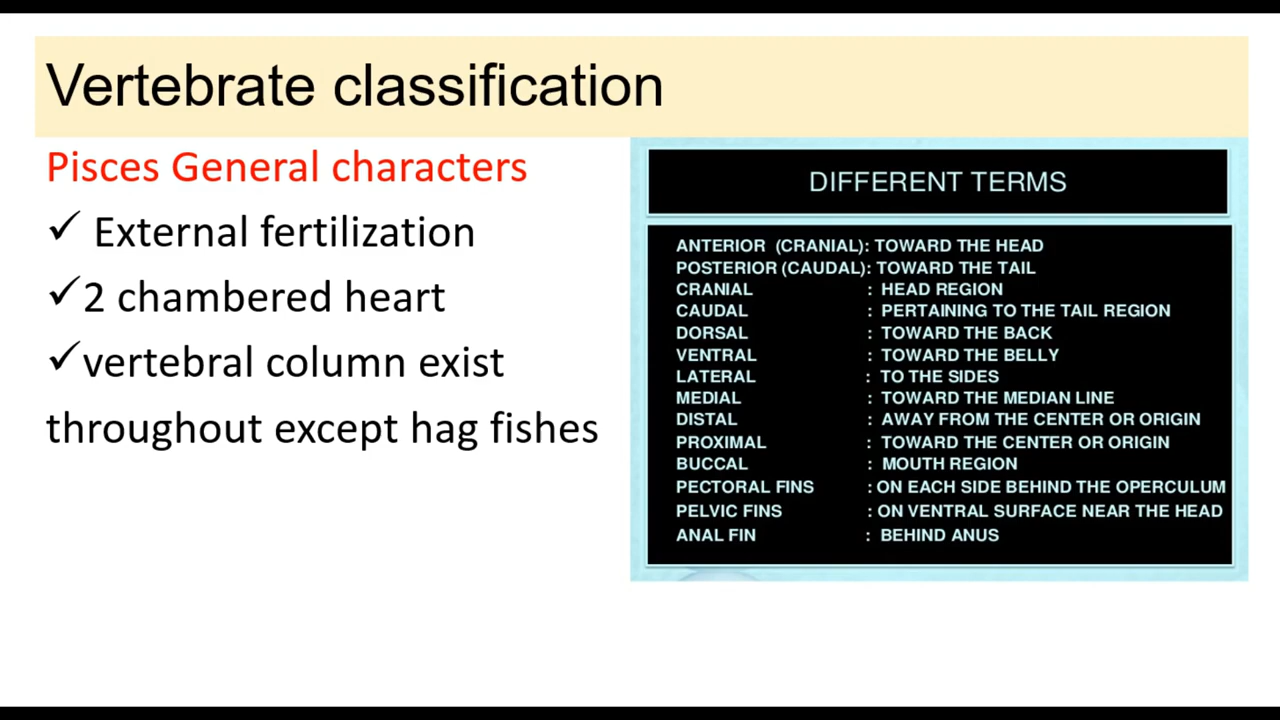 Vertebrate classification
Pisces General characters
✓ External fertilization
✓2 chambered heart
✓vertebral column exist
throughout except hag fishes
DIFFERENT TERMS
ANTERIOR (CRANIAL): TOWARD THE HEAD
POSTERIOR (CAUDAL): TOWARD THE TAIL
CRANIAL : HEAD REGION
CAUDAL : PERTAINING TO THE TAIL REGION
DORSAL : TOWARD THE BACK
VENTRAL : TOWARD THE BELLY
LATERAL : TO THE SIDES
MEDIAL : TOWARD THE MEDIAN LINE
DISTAL : AWAY FROM THE CENTER OR ORIGIN
PROXIMAL : TOWARD THE CENTER OR ORIGIN
BUCCAL : MOUTH REGION
PECTORAL FINS : ON EACH SIDE BEHIND THE OPERCULUM
PELVIC FINS : ON VENTRAL SURFACE NEAR THE HEAD
ANAL FIN : BEHIND ANUS